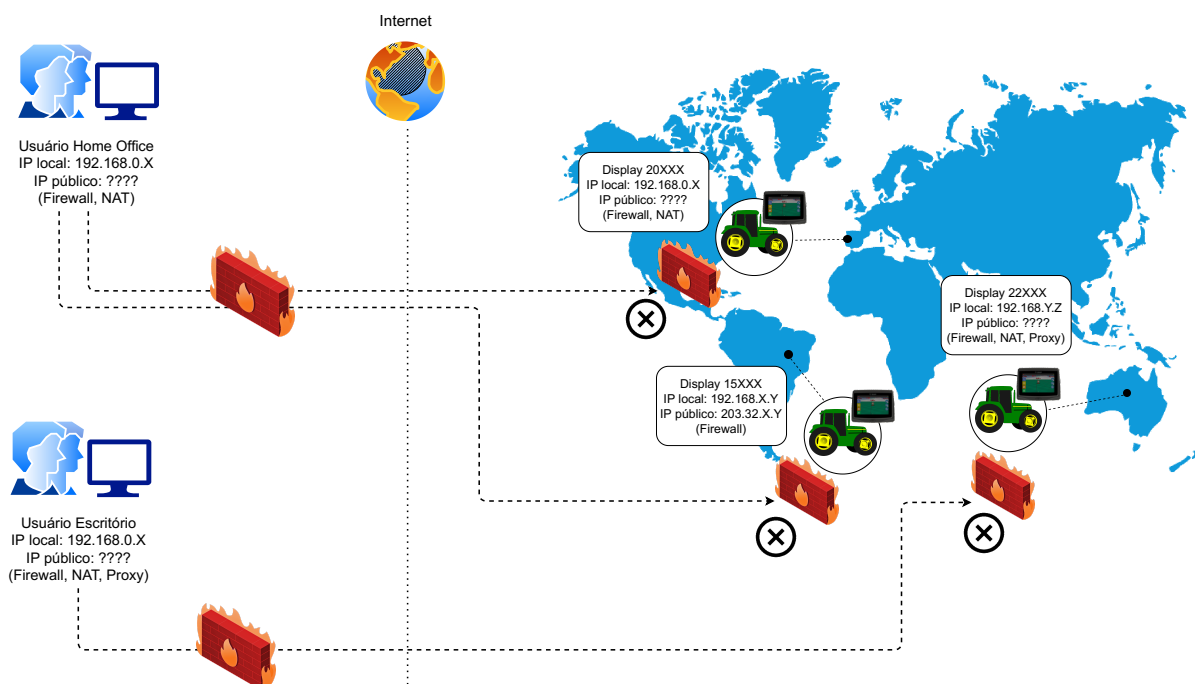 Internet
Usuário Home Office
IP local: 192.168.0.X
IP público: ????
(Firewall, NAT)
Display 20XXX
IP local: 192.168.0.X
IP público: ????
(Firewall, NAT)
Display 22XXX
IP local: 192.168.Y.Z
IP público: ????
(Firewall, NAT, Proxy)
Display 15XXX
IP local: 192.168.X.Y
IP público: 203.32.X.Y
(Firewall)
Usuário Escritório
IP local: 192.168.0.X
IP público: ????
(Firewall, NAT, Proxy)